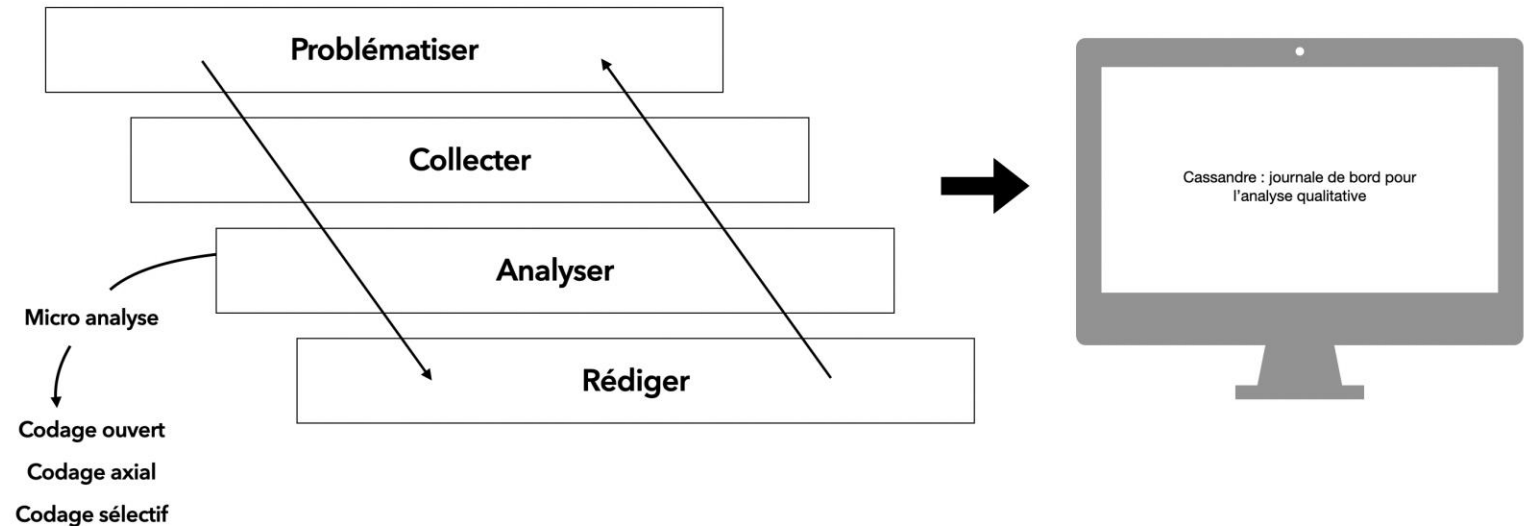 Problématiser
Collecter
Analyser
Rédiger
Micro analyse
Codage ouvert
Codage axial
Codage sélectif
Cassandre : journale de bord pour
l'analyse qualitative